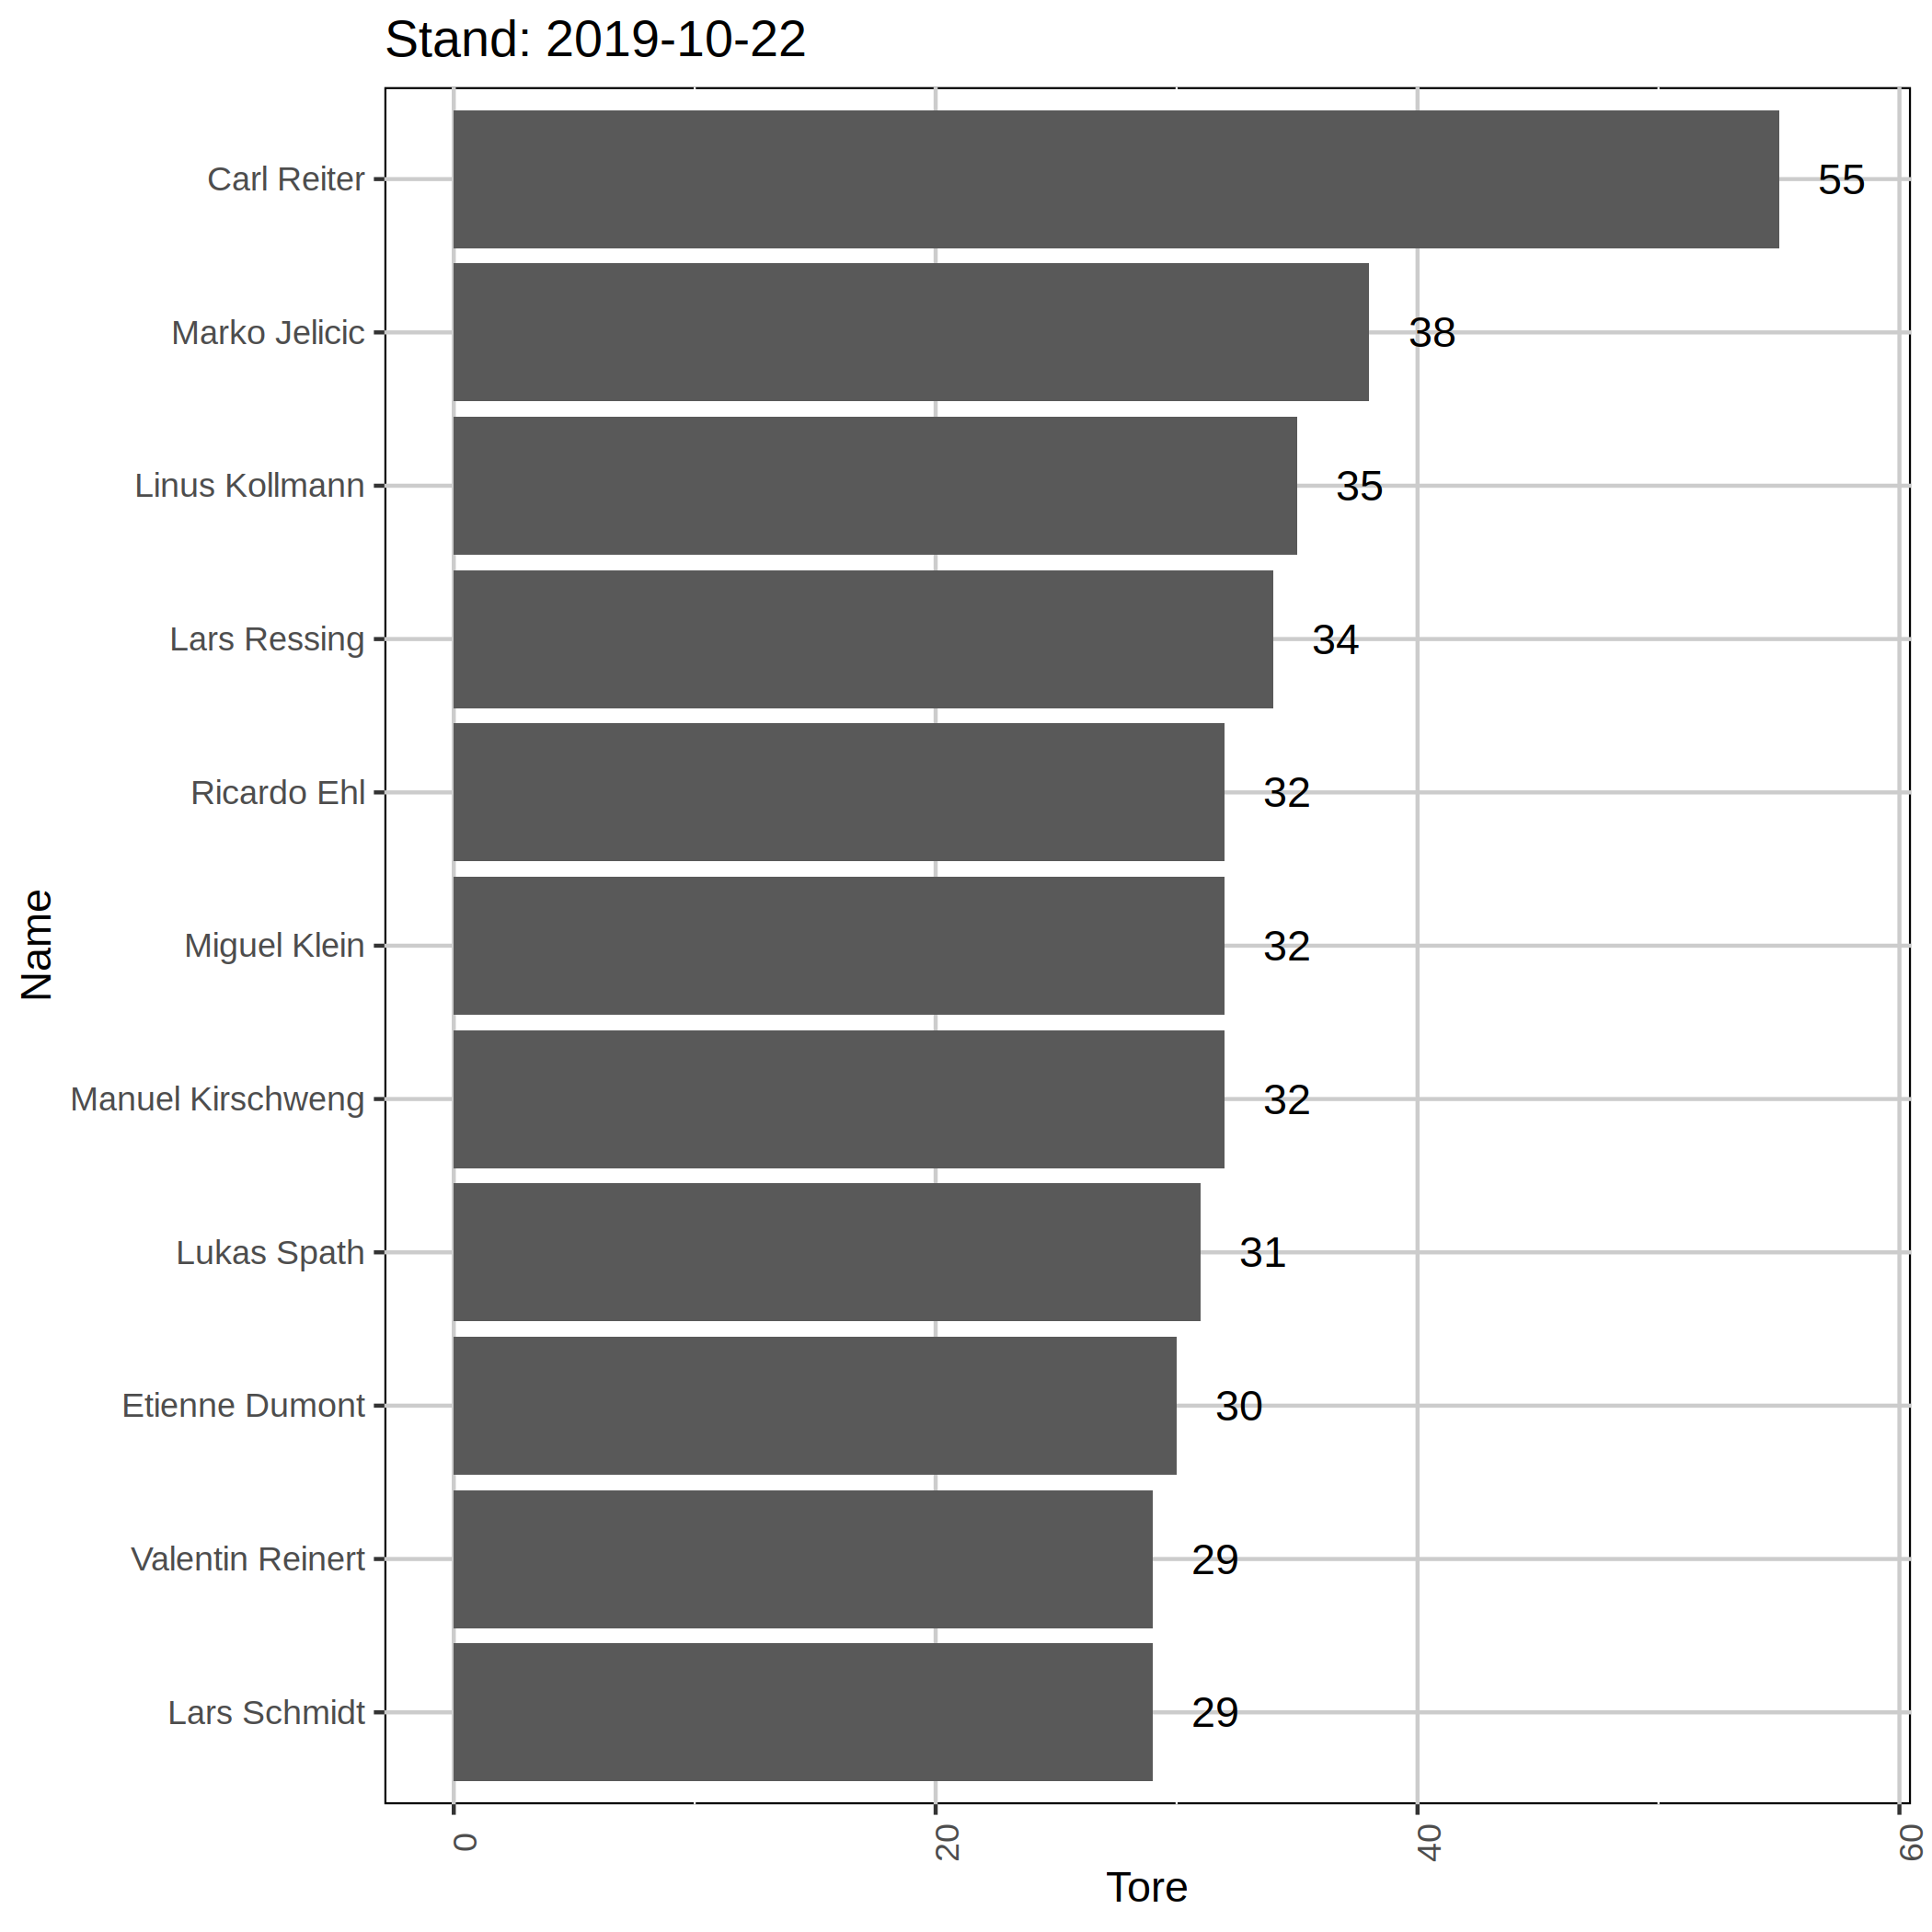 Stand: 2019-10-22
Carl Reiter 55
Marko Jelicic 38
Linus Kollmann 35
Lars Ressing 34
Ricardo Ehl 32
Miguel Klein 32
Manuel Kirschweng 32
Lukas Spath 31
Etienne Dumont 30
Valentin Reinert 29
Lars Schmidt 29
Name
0 20 40 60
Tore